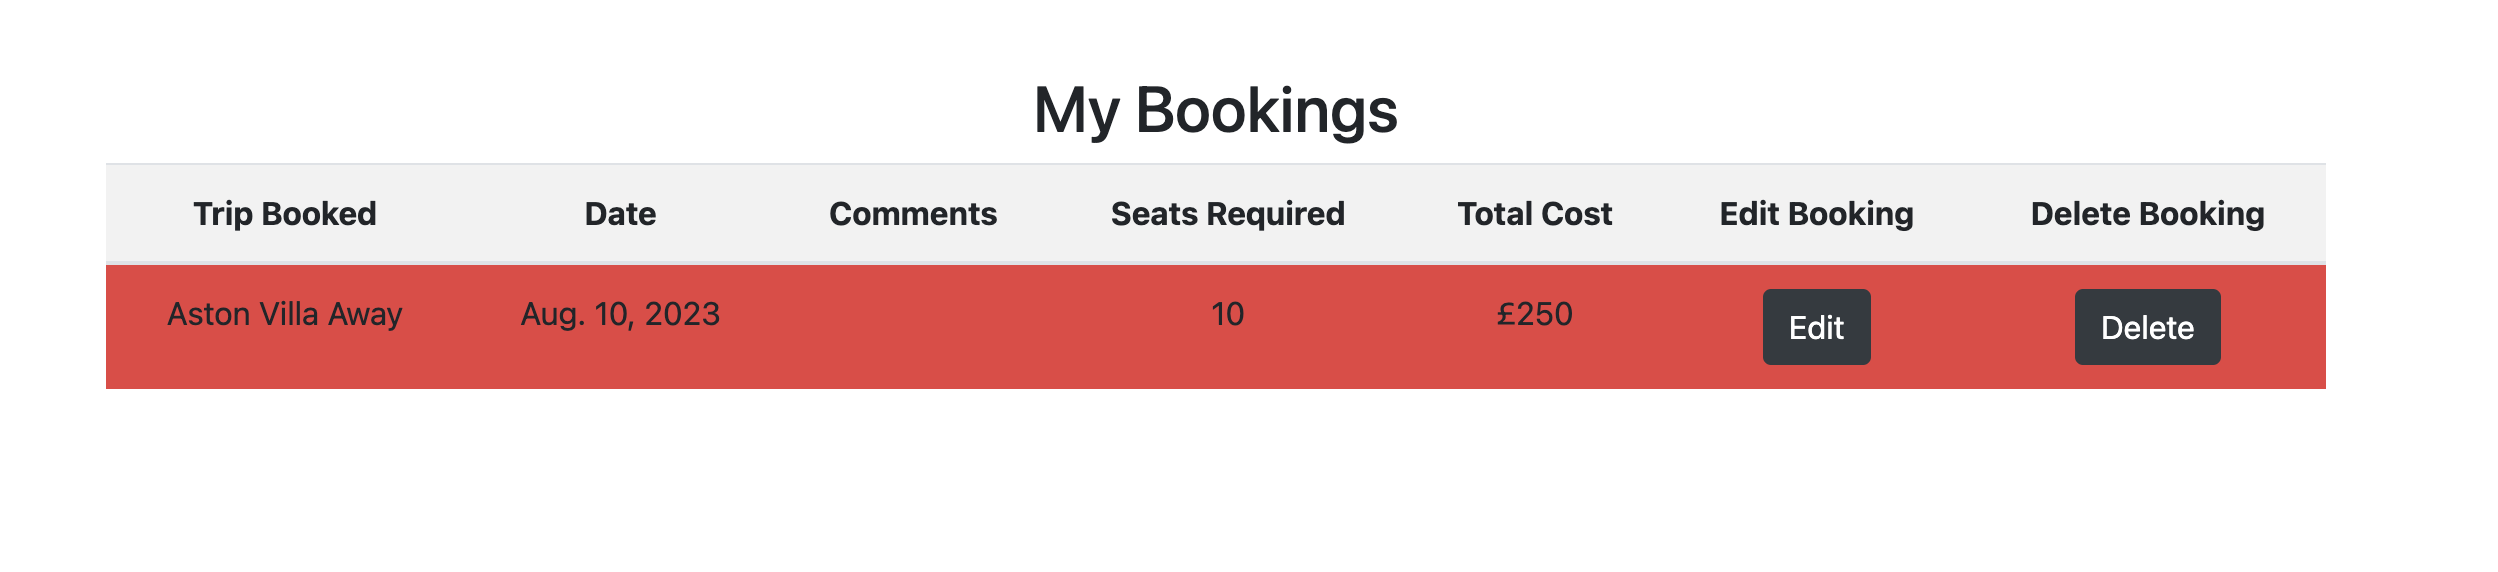 My Bookings
Trip Booked Date Comments Seats Required Total Cost Edit Booking Delete Booking
Aston Villa Away Aug. 10, 2023 10 £250 Edit Delete